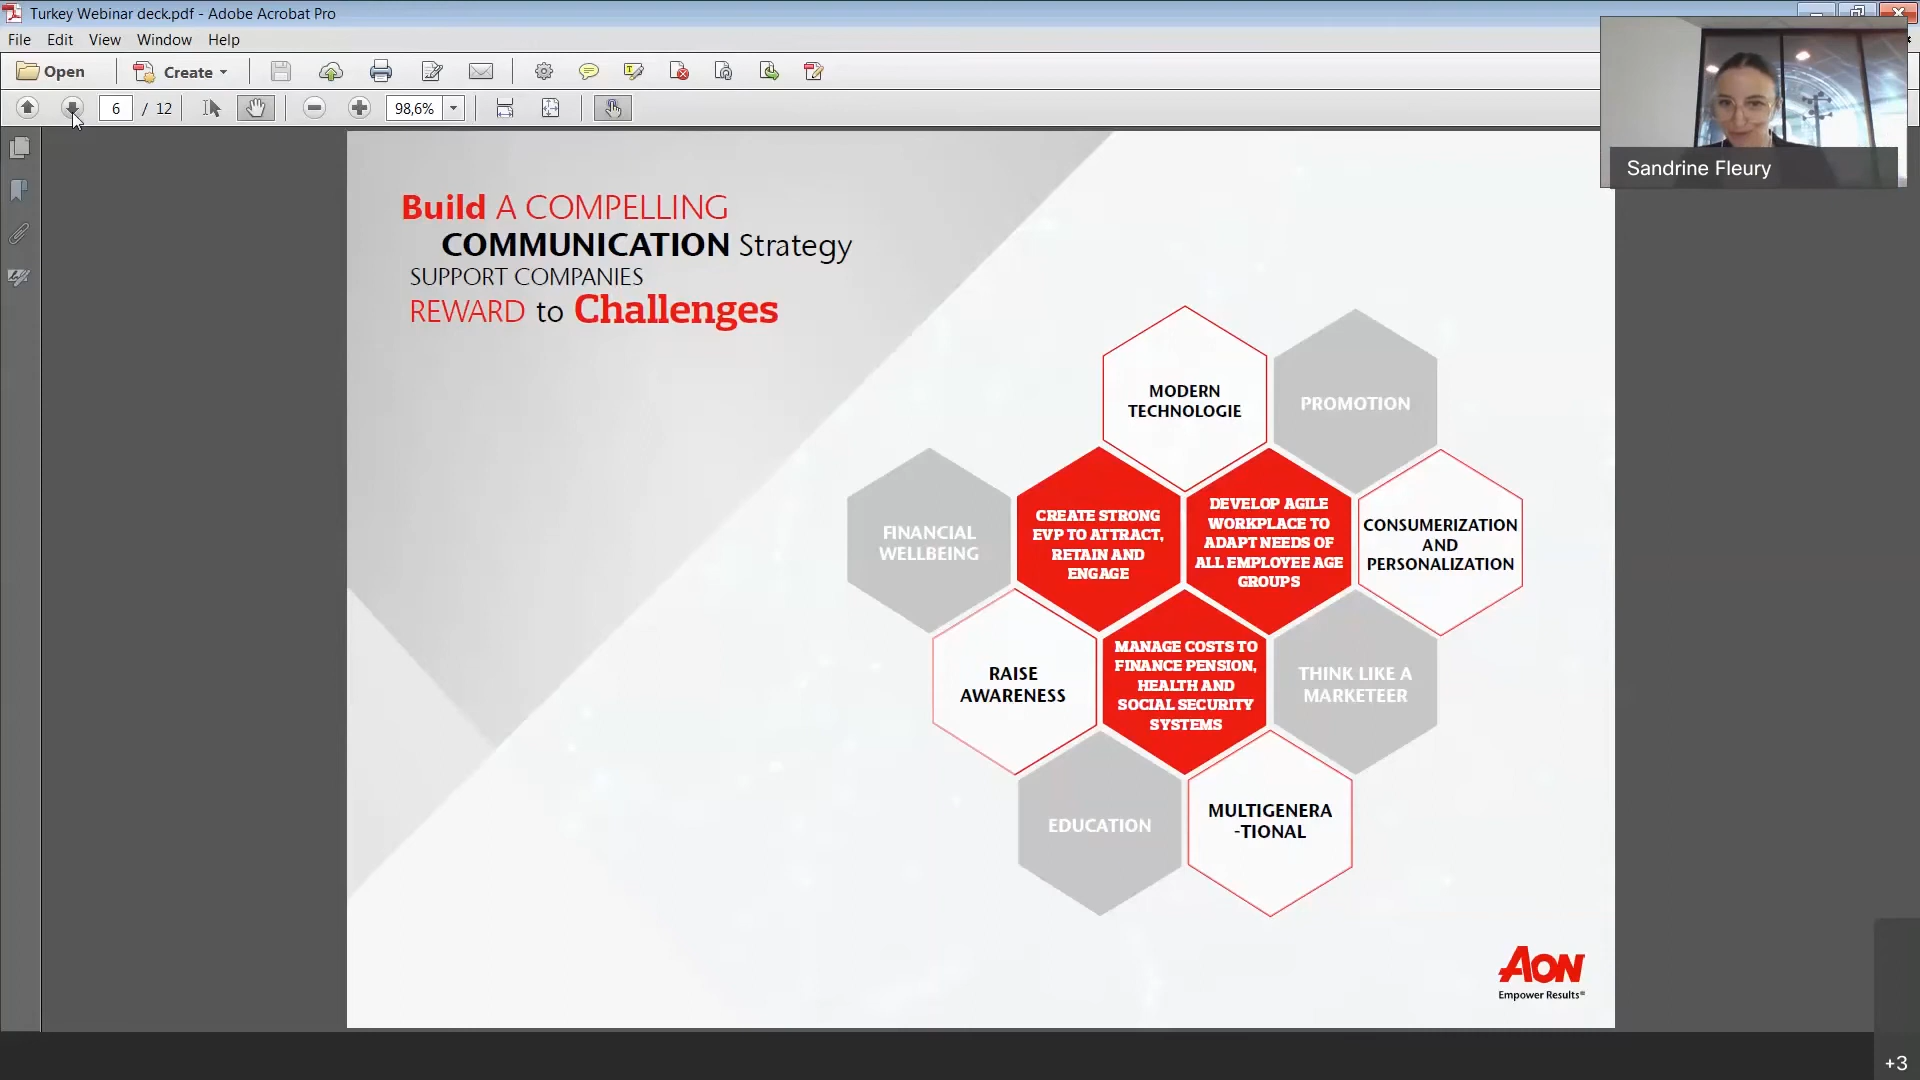 Turkey Webinar deck.pdf - Adobe Acrobat Pro
File Edit View Window Help
Open Create
6 / 12 98,6%
Sandrine Fleury
Build A COMPELLING
COMMUNICATION Strategy
SUPPORT COMPANIES
REWARD to Challenges
MODERN
TECHNOLOGIE
PROMOTION
FINANCIAL
WELLBEING
CREATE STRONG
EVP TO ATTRACT,
RETAIN AND
ENGAGE
DEVELOP AGILE
WORKPLACE TO
ADAPT NEEDS OF
ALL EMPLOYEE AGE
GROUPS
CONSUMERIZATION
AND
PERSONALIZATION
RAISE
AWARENESS
MANAGE COSTS TO
FINANCE PENSION,
HEALTH AND
SOCIAL SECURITY
SYSTEMS
THINK LIKE A
MARKETEER
EDUCATION
MULTIGENERA
-TIONAL
AON
Empower Results®
+3